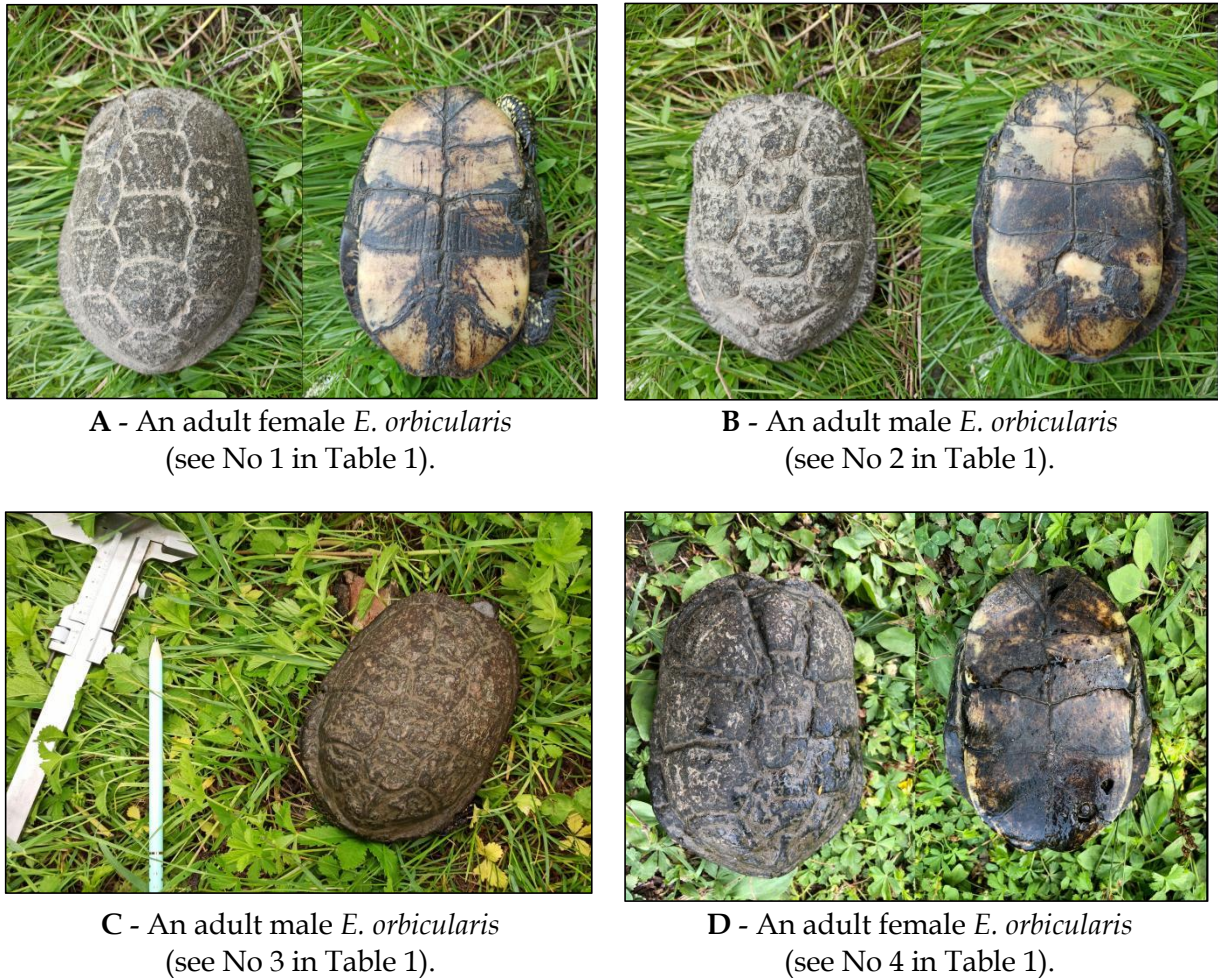 A - An adult female E. orbicularis
(see No 1 in Table 1).
B - An adult male E. orbicularis
(see No 2 in Table 1).
C - An adult male E. orbicularis
(see No 3 in Table 1).
D - An adult female E. orbicularis
(see No 4 in Table 1).